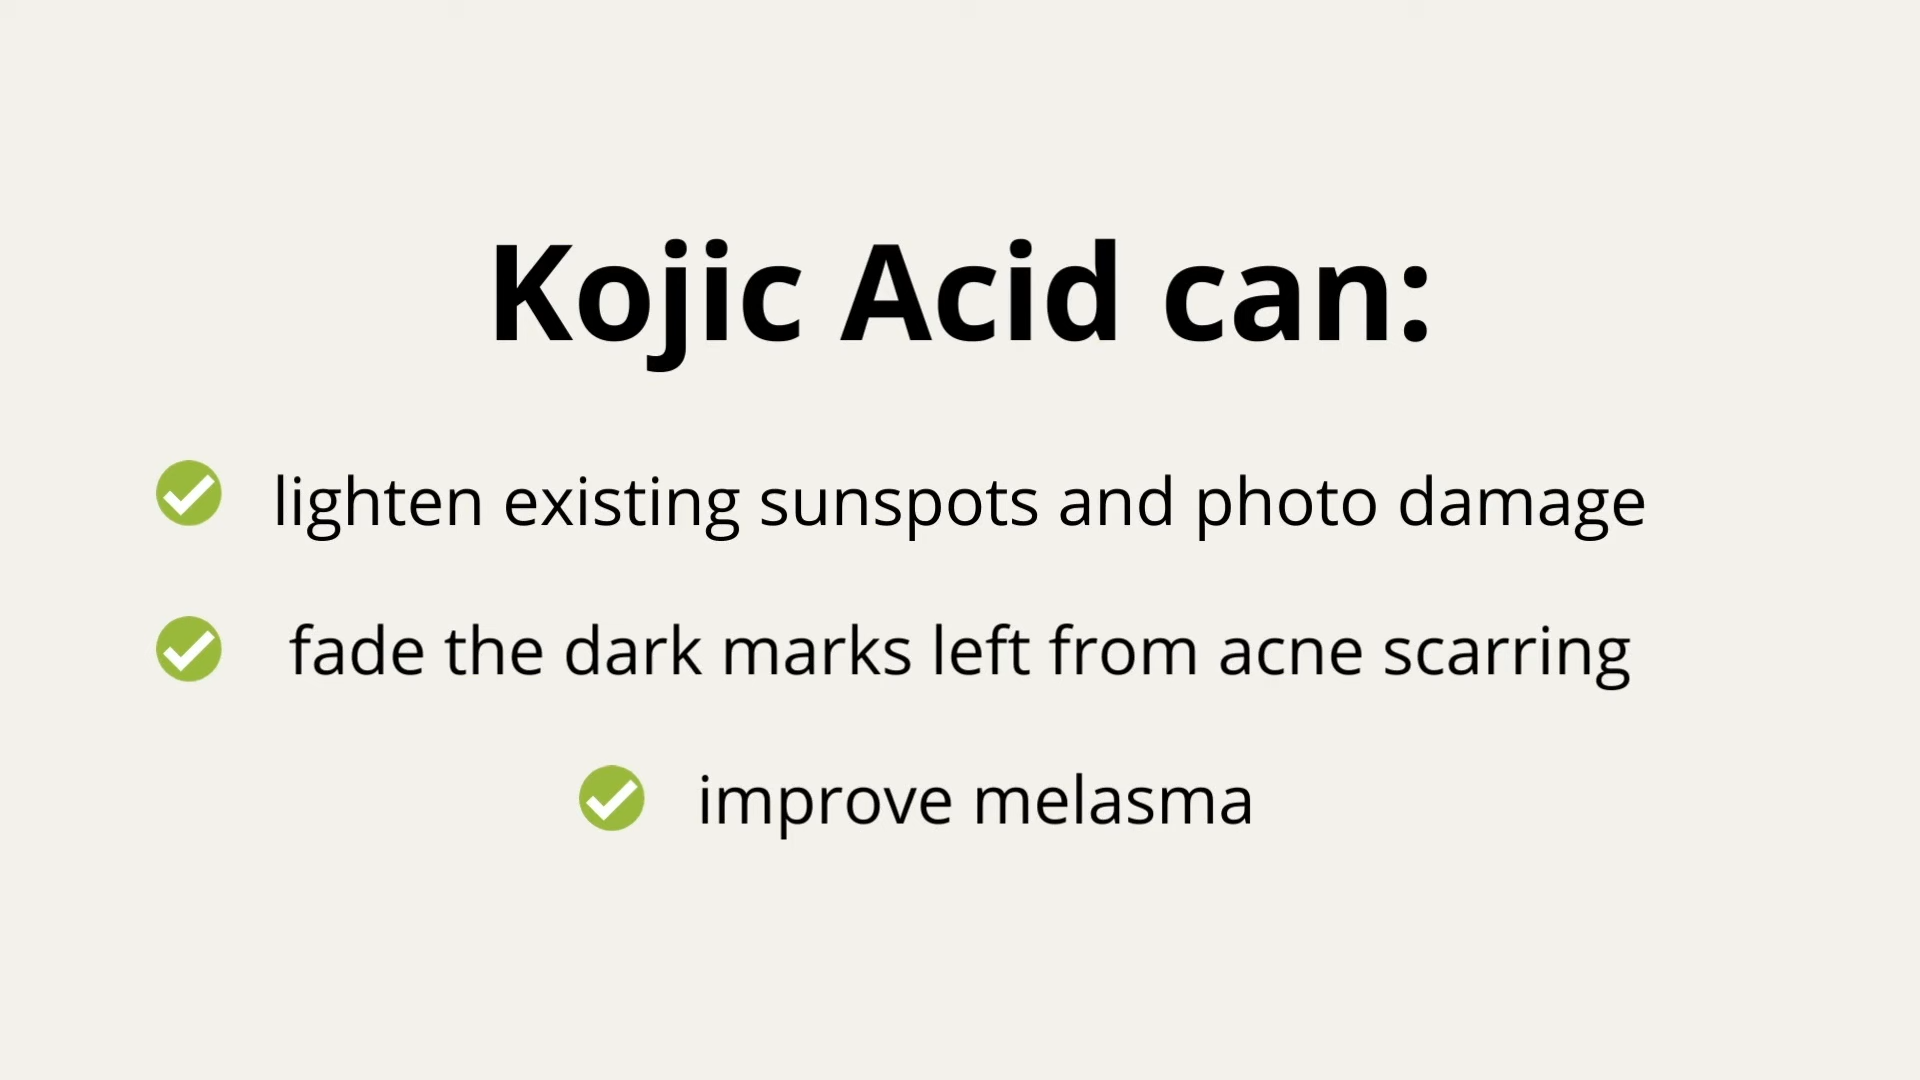 Kojic Acid can:
lighten existing sunspots and photo damage
fade the dark marks left from acne scarring
improve melasma